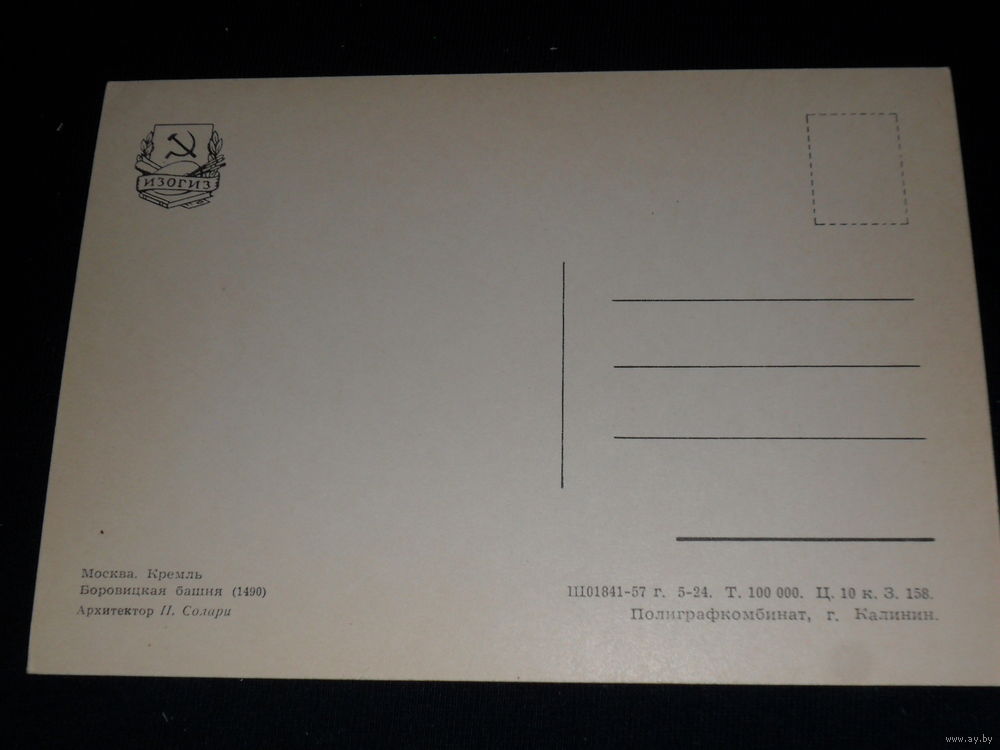 ИЗОГИЗ
Москва. Кремль
Боровицкая башня (1490)
Архитектор П. Солари
Ш01841-57 г. 5-24. Т. 100 000. Ц. 10 к. З. 158.
Полиграфкомбинат, г. Калинин.
www.ay.by